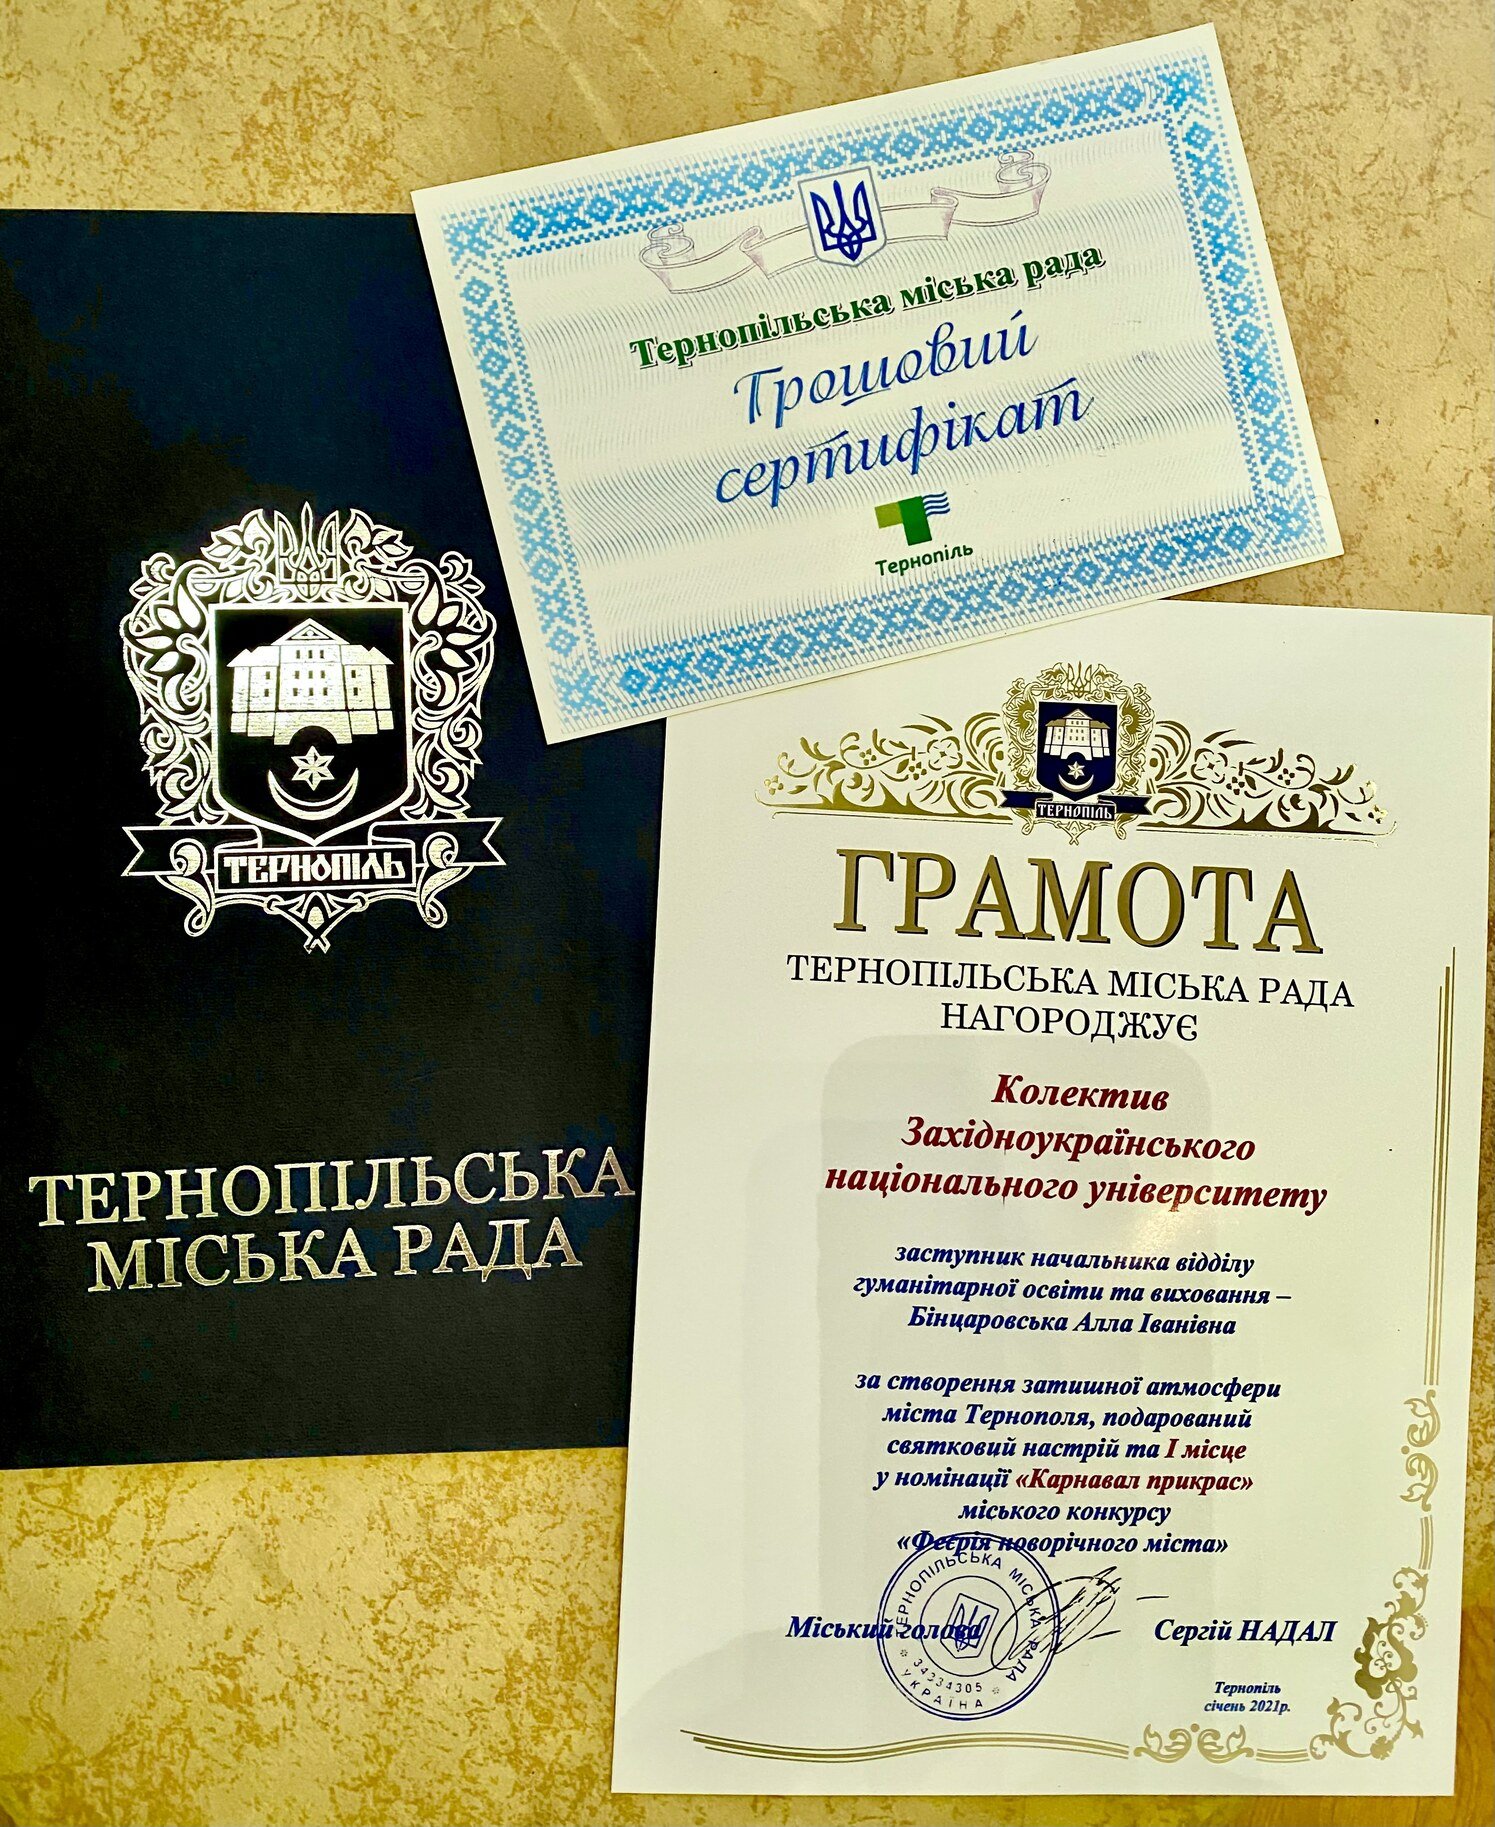 Тернопільська міська рада
Грошовий
сертифікат
Тернопіль
ТЕРНОПІЛЬ
ТЕРНОПІЛЬСЬКА
МІСЬКА РАДА
ТЕРНОПІЛЬ
ГРАМОТА
ТЕРНОПІЛЬСЬКА МІСЬКА РАДА
НАГОРОДЖУЄ
Колектив
Західноукраїнського
національного університету
заступник начальника відділу
гуманітарної освіти та виховання –
Бінцаровська Алла Іванівна
за створення затишної атмосфери
міста Тернополя, подарований
святковий настрій та І місце
у номінації «Карнавал прикрас»
міського конкурсу
«Феєрія новорічного міста»
Міський голова
Сергій НАДАЛ
ТЕРНОПІЛЬСЬКА МІСЬКА РАДА
* 34334305 *
УКРАЇНА
Тернопіль
січень 2021р.